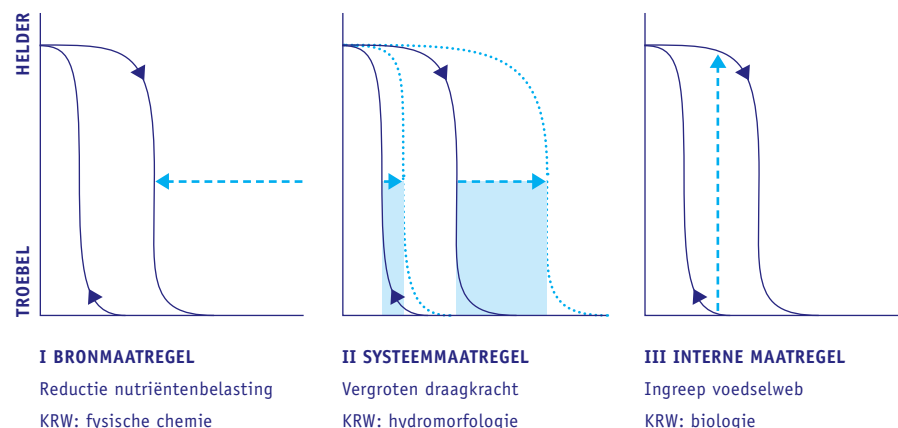 HELDER
TROEBEL
I BRONMAATREGEL
Reductie nutriëntenbelasting
KRW: fysische chemie
II SYSTEEMMAATREGEL
Vergroten draagkracht
KRW: hydromorfologie
III INTERNE MAATREGEL
Ingreep voedselweb
KRW: biologie